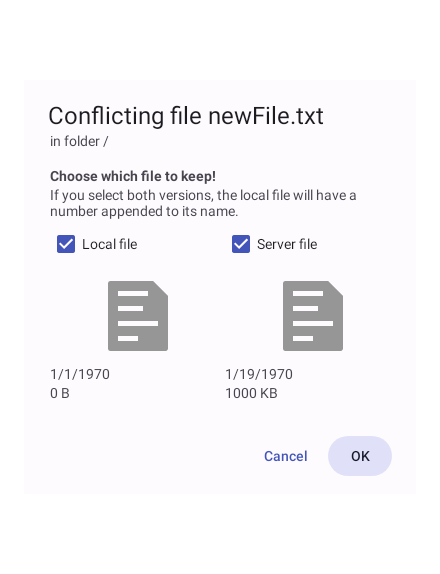 Conflicting file newFile.txt
in folder /
Choose which file to keep!
If you select both versions, the local file will have a
number appended to its name.
Local file
Server file
1/1/1970
0 B
1/19/1970
1000 KB
Cancel
OK